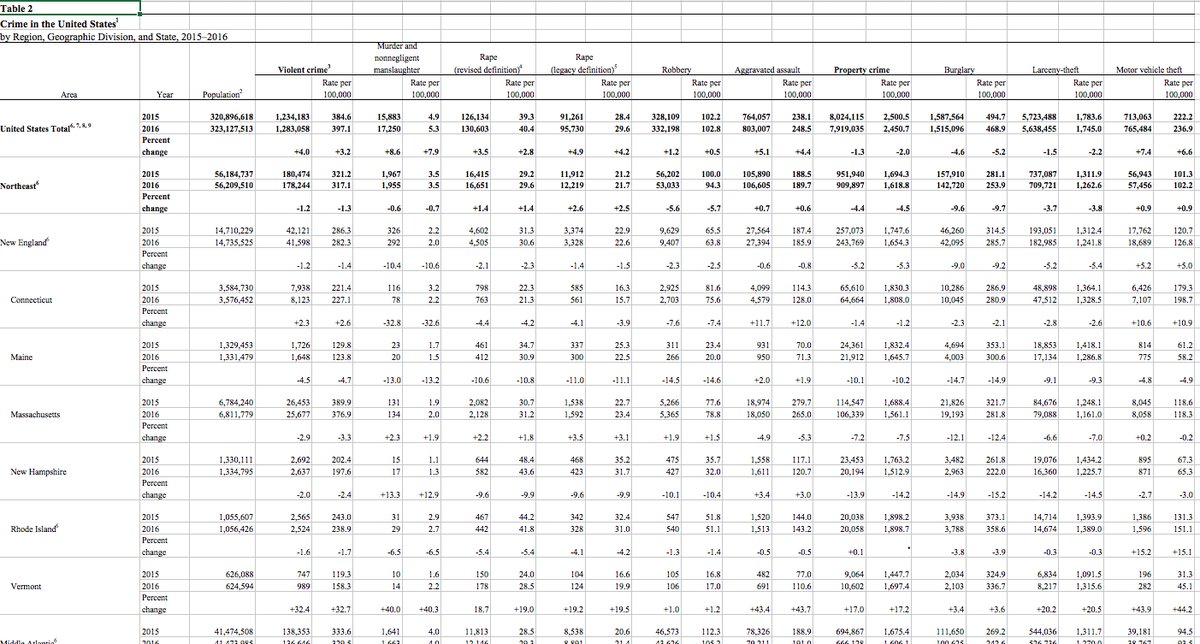 Table 2
Crime in the United States¹
by Region, Geographic Division, and State, 2015–2016
Area Year Population² Violent crime³ Rate per 100,000 Murder and nonnegligent manslaughter Rate per 100,000 Rape (revised definition)⁴ Rate per 100,000 Rape (legacy definition)⁵ Rate per 100,000 Robbery Rate per 100,000 Aggravated assault Rate per 100,000 Property crime Rate per 100,000 Burglary Rate per 100,000 Larceny-theft Rate per 100,000 Motor vehicle theft Rate per 100,000
2015 320,896,618 1,234,183 384.6 15,883 4.9 126,134 39.3 91,261 28.4 328,109 102.2 764,057 238.1 8,024,115 2,500.5 1,587,564 494.7 5,723,488 1,783.6 713,063 222.2
United States Total⁶, ⁷, ⁸, ⁹ 2016 323,127,513 1,283,058 397.1 17,250 5.3 130,603 40.4 95,730 29.6 332,198 102.8 803,007 248.5 7,919,035 2,450.7 1,515,096 468.9 5,638,455 1,745.0 765,484 236.9
Percent
change +4.0 +3.2 +8.6 +7.9 +3.5 +2.8 +4.9 +4.2 +1.2 +0.5 +5.1 +4.4 -1.3 -2.0 -4.6 -5.2 -1.5 -2.2 +7.4 +6.6
2015 56,184,737 180,474 321.2 1,967 3.5 16,415 29.2 11,912 21.2 56,202 100.0 105,890 188.5 951,940 1,694.3 157,910 281.1 737,087 1,311.9 56,943 101.3
Northeast⁶ 2016 56,209,510 178,244 317.1 1,955 3.5 16,651 29.6 12,219 21.7 53,033 94.3 106,605 189.7 909,897 1,618.8 142,720 253.9 709,721 1,262.6 57,456 102.2
Percent
change -1.2 -1.3 -0.6 -0.7 +1.4 +1.4 +2.6 +2.5 -5.6 -5.7 +0.7 +0.6 -4.4 -4.5 -9.6 -9.7 -3.7 -3.8 +0.9 +0.9
2015 14,710,229 42,121 286.3 326 2.2 4,602 31.3 3,374 22.9 9,629 65.5 27,564 187.4 257,073 1,747.6 46,260 314.5 193,051 1,312.4 17,762 120.7
New England⁶ 2016 14,735,525 41,598 282.3 292 2.0 4,505 30.6 3,328 22.6 9,407 63.8 27,394 185.9 243,769 1,654.3 42,095 285.7 182,985 1,241.8 18,689 126.8
Percent
change -1.2 -1.4 -10.4 -10.6 -2.1 -2.3 -1.4 -1.5 -2.3 -2.5 -0.6 -0.8 -5.2 -5.3 -9.0 -9.2 -5.2 -5.4 +5.2 +5.0
2015 3,584,730 7,938 221.4 116 3.2 798 22.3 585 16.3 2,925 81.6 4,099 114.3 65,610 1,830.3 10,286 286.9 48,898 1,364.1 6,426 179.3
Connecticut 2016 3,576,452 8,123 227.1 78 2.2 763 21.3 561 15.7 2,703 75.6 4,579 128.0 64,664 1,808.0 10,045 280.9 47,512 1,328.5 7,107 198.7
Percent
change +2.3 +2.6 -32.8 -32.6 -4.4 -4.2 -4.1 -3.9 -7.6 -7.4 +11.7 +12.0 -1.4 -1.2 -2.3 -2.1 -2.8 -2.6 +10.6 +10.9
2015 1,329,453 1,726 129.8 23 1.7 461 34.7 337 25.3 311 23.4 931 70.0 24,361 1,832.4 4,694 353.1 18,853 1,418.1 814 61.2
Maine 2016 1,331,479 1,648 123.8 20 1.5 412 30.9 300 22.5 266 20.0 950 71.3 21,912 1,645.7 4,003 300.6 17,134 1,286.8 775 58.2
Percent
change -4.5 -4.7 -13.0 -13.2 -10.6 -10.8 -11.0 -11.1 -14.5 -14.6 +2.0 +1.9 -10.1 -10.2 -14.7 -14.9 -9.1 -9.3 -4.8 -4.9
2015 6,784,240 26,453 389.9 131 1.9 2,082 30.7 1,538 22.7 5,266 77.6 18,974 279.7 114,547 1,688.4 21,826 321.7 84,676 1,248.1 8,045 118.6
Massachusetts 2016 6,811,779 25,677 376.9 134 2.0 2,128 31.2 1,592 23.4 5,365 78.8 18,050 265.0 106,339 1,561.1 19,193 281.8 79,088 1,161.0 8,058 118.3
Percent
change -2.9 -3.3 +2.3 +1.9 +2.2 +1.8 +3.5 +3.1 +1.9 +1.5 -4.9 -5.3 -7.2 -7.5 -12.1 -12.4 -6.6 -7.0 +0.2 -0.2
2015 1,330,111 2,692 202.4 15 1.1 644 48.4 468 35.2 475 35.7 1,558 117.1 23,453 1,763.2 3,482 261.8 19,076 1,434.2 895 67.3
New Hampshire 2016 1,334,795 2,637 197.6 17 1.3 582 43.6 423 31.7 427 32.0 1,611 120.7 20,194 1,512.9 2,963 222.0 16,360 1,225.7 871 65.3
Percent
change -2.0 -2.4 +13.3 +12.9 -9.6 -9.9 -9.6 -9.9 -10.1 -10.4 +3.4 +3.0 -13.9 -14.2 -14.9 -15.2 -14.2 -14.5 -2.7 -3.0
2015 1,055,607 2,565 243.0 31 2.9 467 44.2 342 32.4 547 51.8 1,520 144.0 20,038 1,898.2 3,938 373.1 14,714 1,393.9 1,386 131.3
Rhode Island⁶ 2016 1,056,426 2,524 238.9 29 2.7 442 41.8 328 31.0 540 51.1 1,513 143.2 20,058 1,898.7 3,788 358.6 14,674 1,389.0 1,596 151.1
Percent
change -1.6 -1.7 -6.5 -6.5 -5.4 -5.4 -4.1 -4.2 -1.3 -1.4 -0.5 -0.5 +0.1 * -3.8 -3.9 -0.3 -0.3 +15.2 +15.1
2015 626,088 747 119.3 10 1.6 150 24.0 104 16.6 105 16.8 482 77.0 9,064 1,447.7 2,034 324.9 6,834 1,091.5 196 31.3
Vermont 2016 624,594 989 158.3 14 2.2 178 28.5 124 19.9 106 17.0 691 110.6 10,602 1,697.4 2,103 336.7 8,217 1,315.6 282 45.1
Percent
change +32.4 +32.7 +40.0 +40.3 18.7 +19.0 +19.2 +19.5 +1.0 +1.2 +43.4 +43.7 +17.0 +17.2 +3.4 +3.6 +20.2 +20.5 +43.9 +44.2
2015 41,474,508 138,353 333.6 1,641 4.0 11,813 28.5 8,538 20.6 46,573 112.3 78,326 188.9 694,867 1,675.4 111,650 269.2 544,036 1,311.7 39,181 94.5
Middle Atlantic⁶ 2016